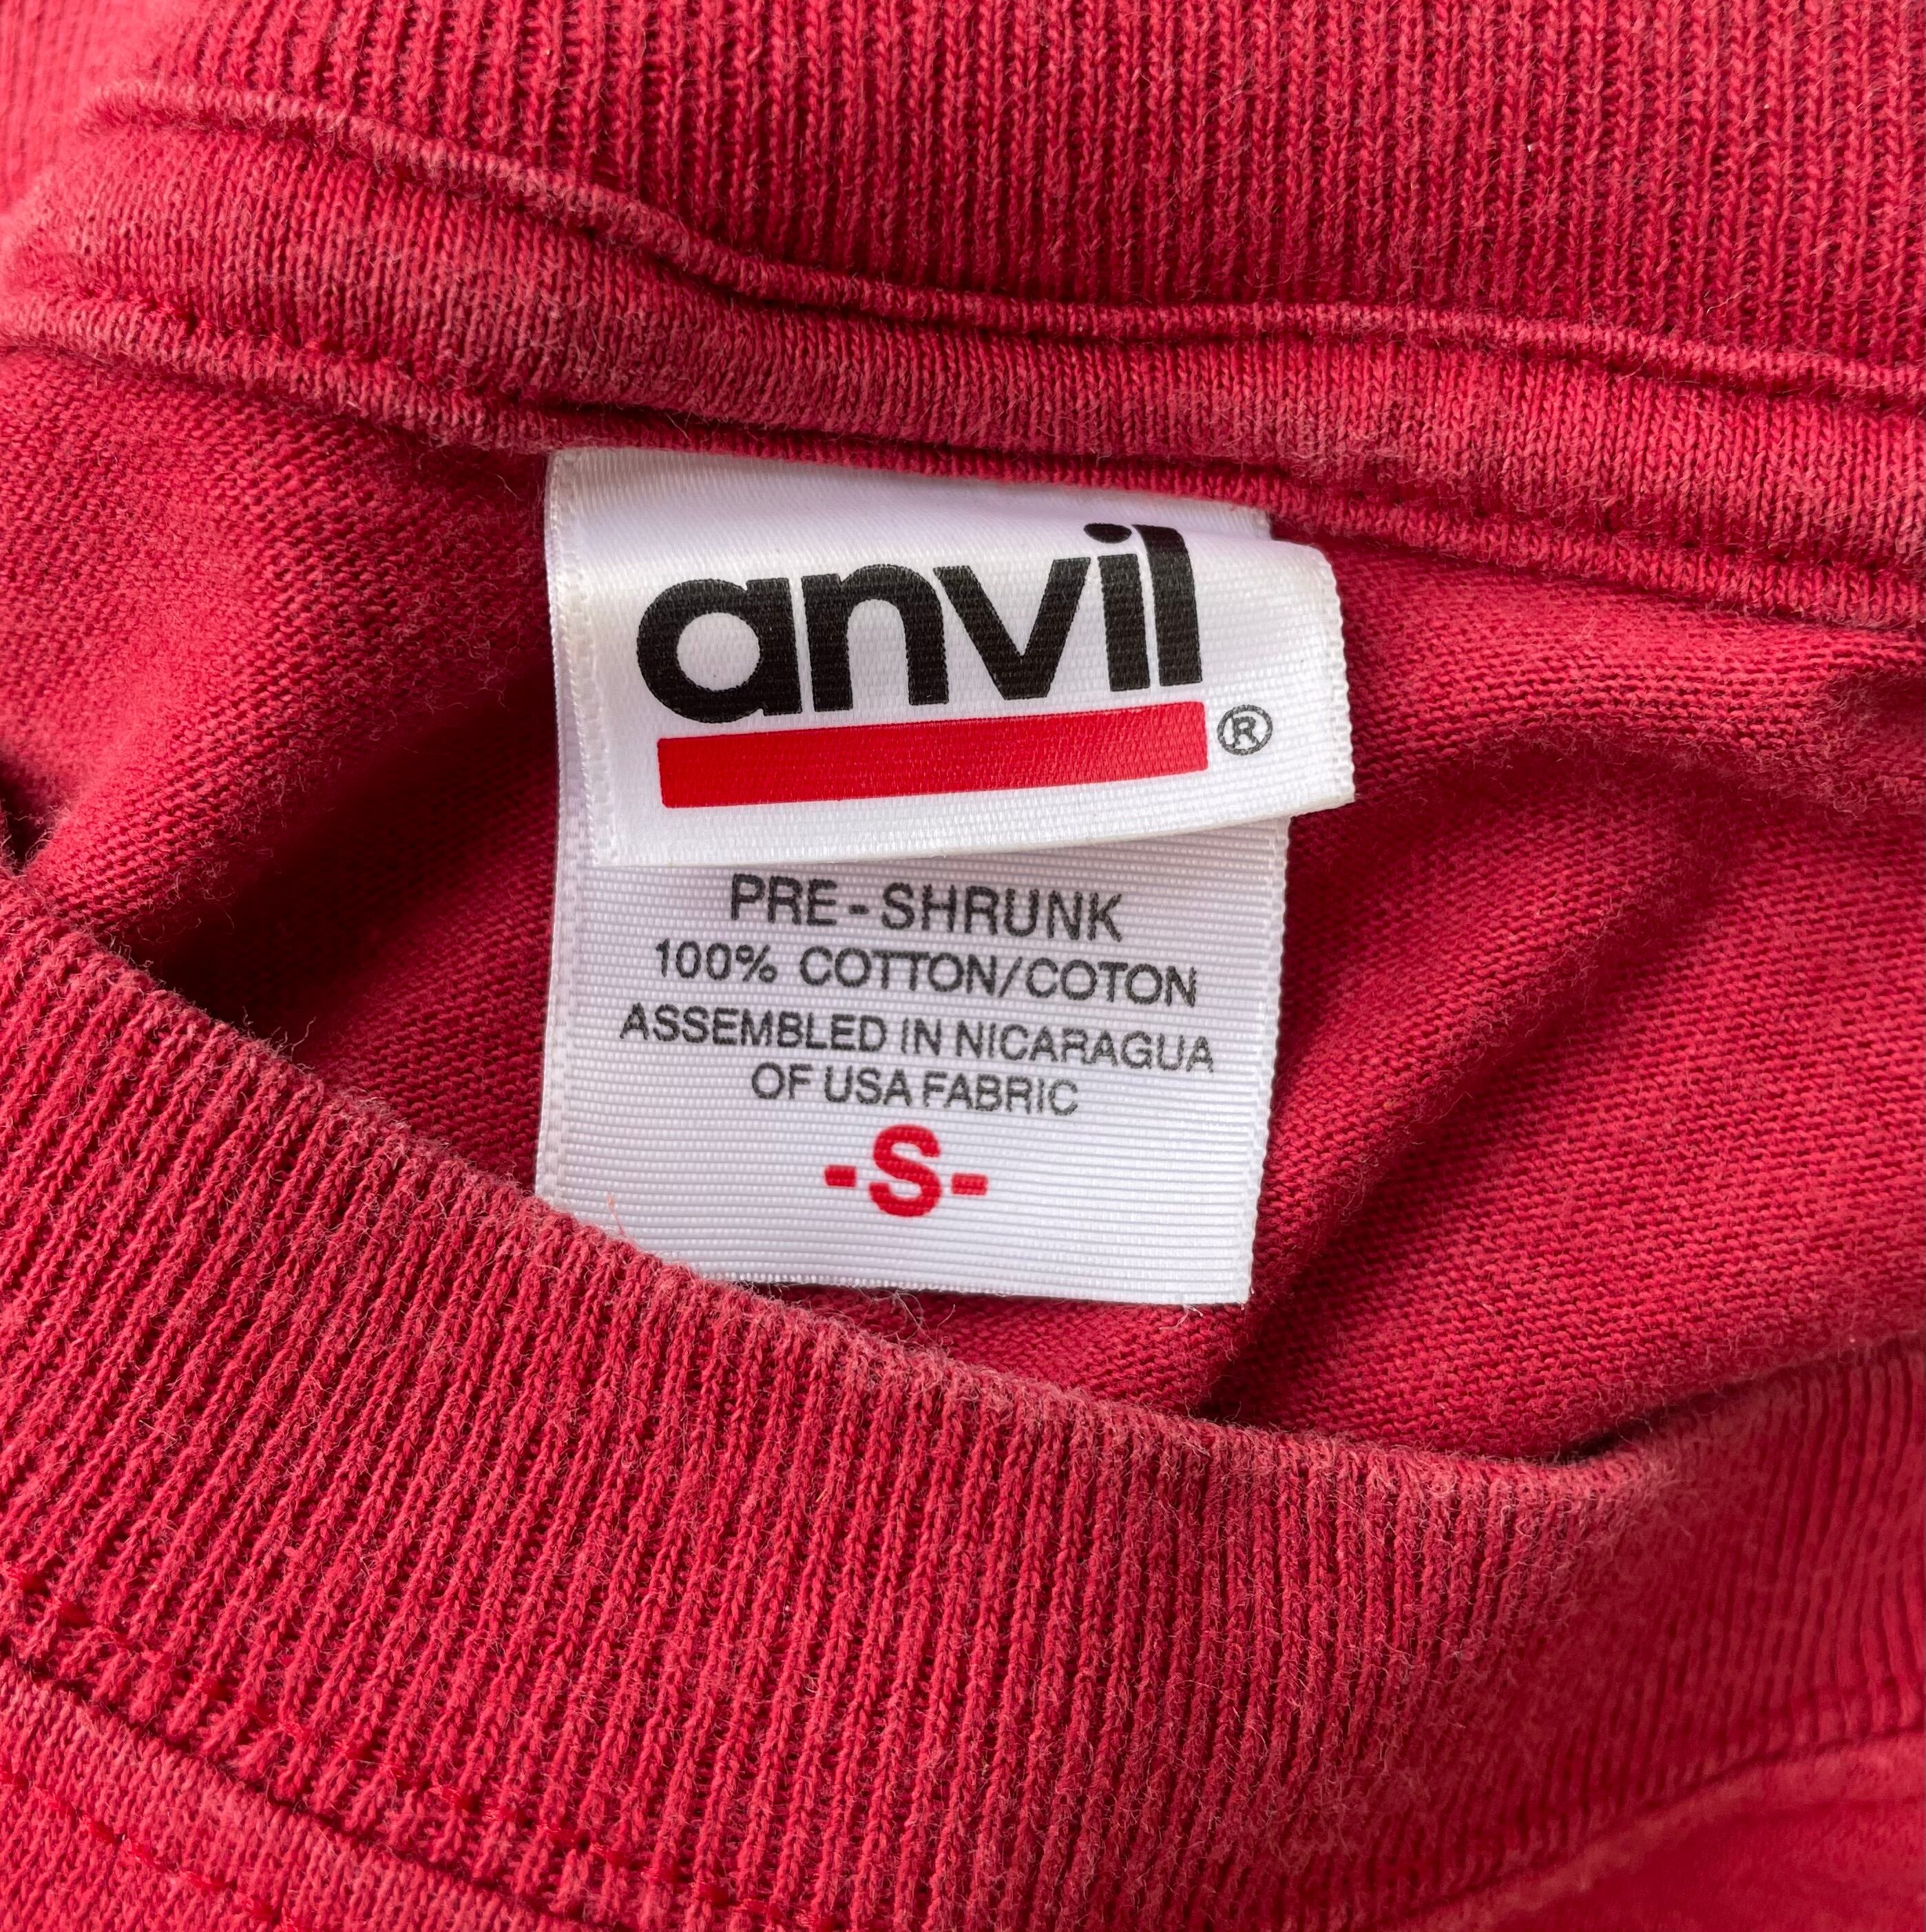 anvil
®
PRE-SHRUNK
100% COTTON/COTON
ASSEMBLED IN NICARAGUA
OF USA FABRIC
-S-